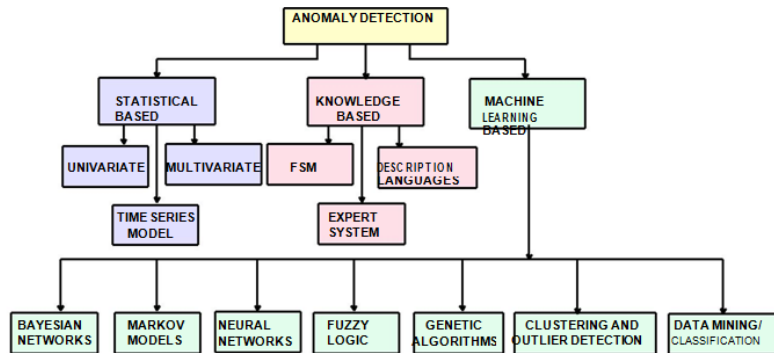 ANOMALY DETECTION
STATISTICAL
BASED
KNOWLEDGE
BASED
MACHINE
LEARNING
BASED
UNIVARIATE
MULTIVARIATE
FSM
DESCRIPTION
LANGUAGES
TIME SERIES
MODEL
EXPERT
SYSTEM
BAYESIAN
NETWORKS
MARKOV
MODELS
NEURAL
NETWORKS
FUZZY
LOGIC
GENETIC
ALGORITHMS
CLUSTERING AND
OUTLIER DETECTION
DATA MINING/
CLASSIFICATION